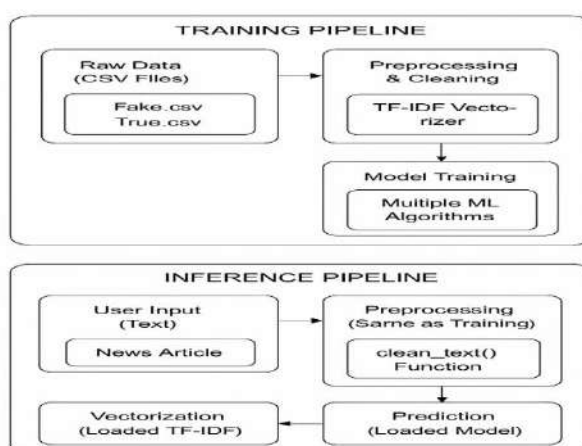 TRAINING PIPELINE
Raw Data
(CSV Files)
Fake.csv
True.csv
Preprocessing
& Cleaning
TF-IDF Vecto-
rizer
Model Training
Multiple ML
Algorithms
INFERENCE PIPELINE
User Input
(Text)
News Article
Preprocessing
(Sarne as Training)
clean_text()
Function
Vectorization
(Loaded TF-IDF)
Prediction
(Loaded Model)